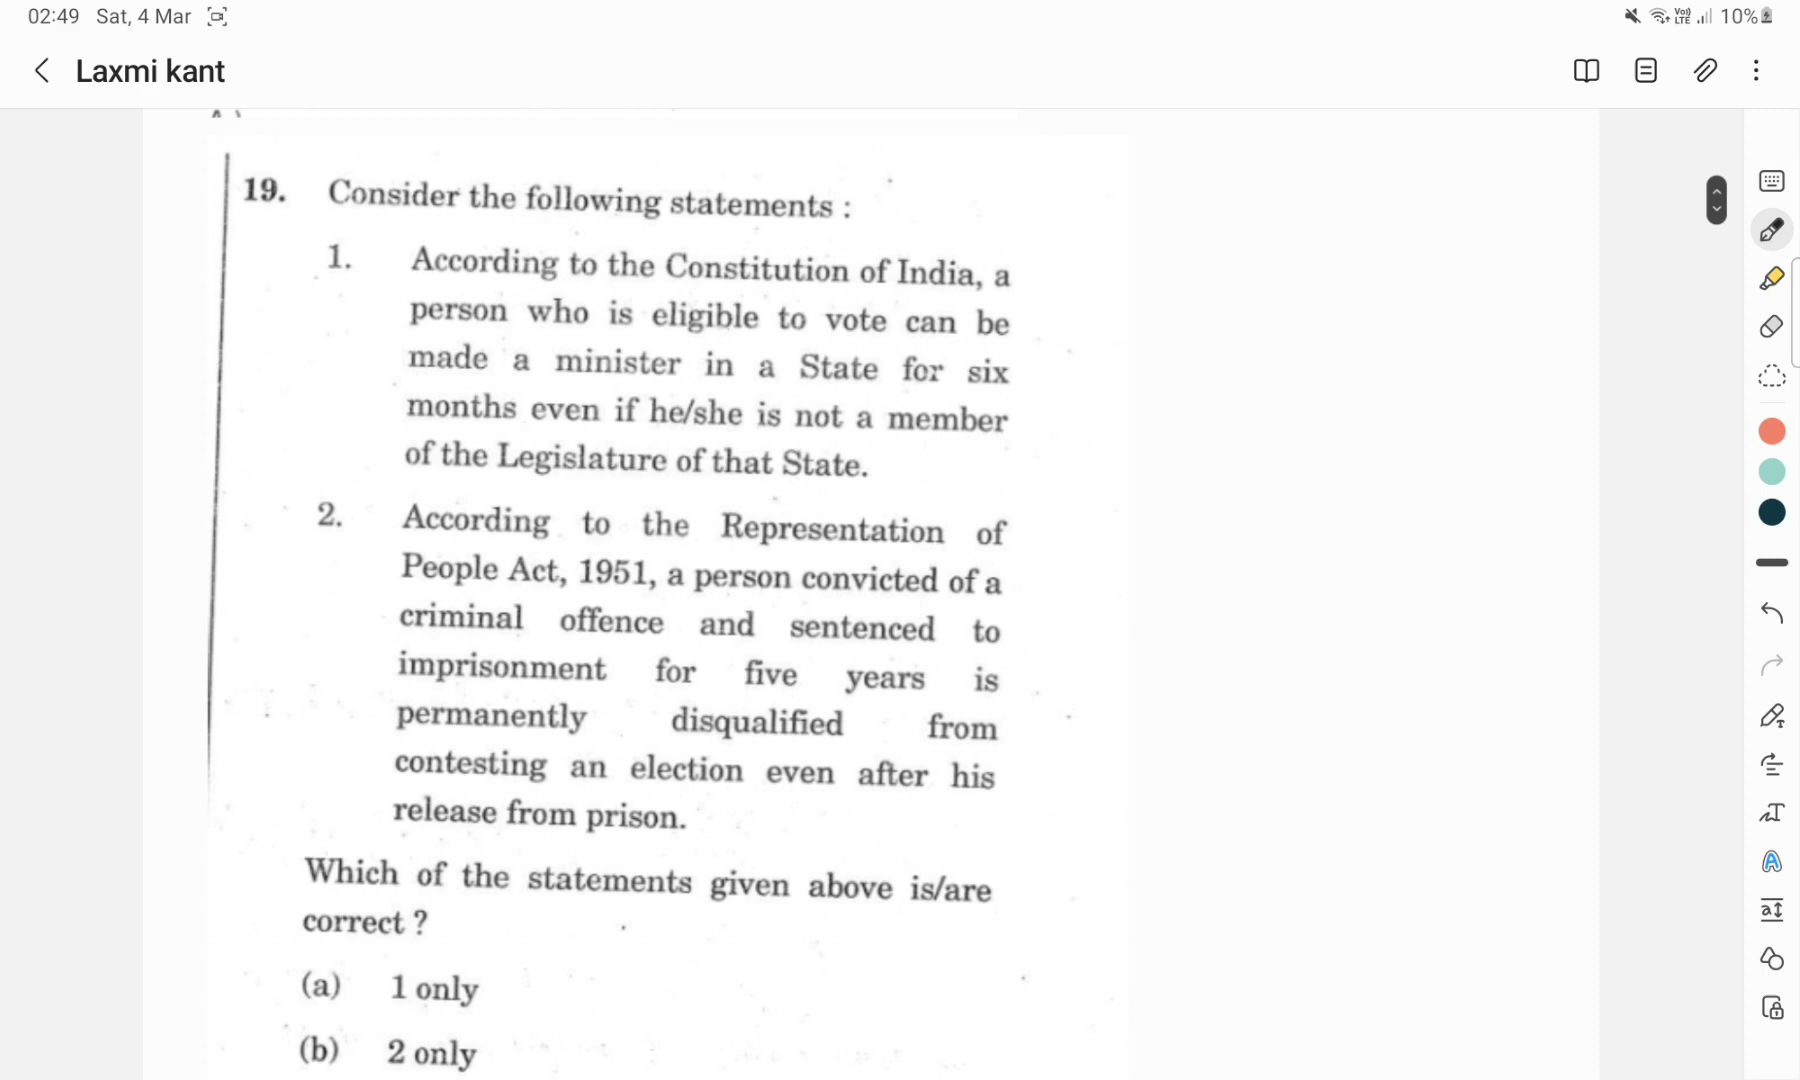 02:49 Sat, 4 Mar
10%
Laxmi kant
19. Consider the following statements :
1. According to the Constitution of India, a
person who is eligible to vote can be
made a minister in a State for six
months even if he/she is not a member
of the Legislature of that State.
2. According to the Representation of
People Act, 1951, a person convicted of a
criminal offence and sentenced to
imprisonment for five years is
permanently disqualified from
contesting an election even after his
release from prison.
Which of the statements given above is/are
correct ?
(a) 1 only
(b) 2 only